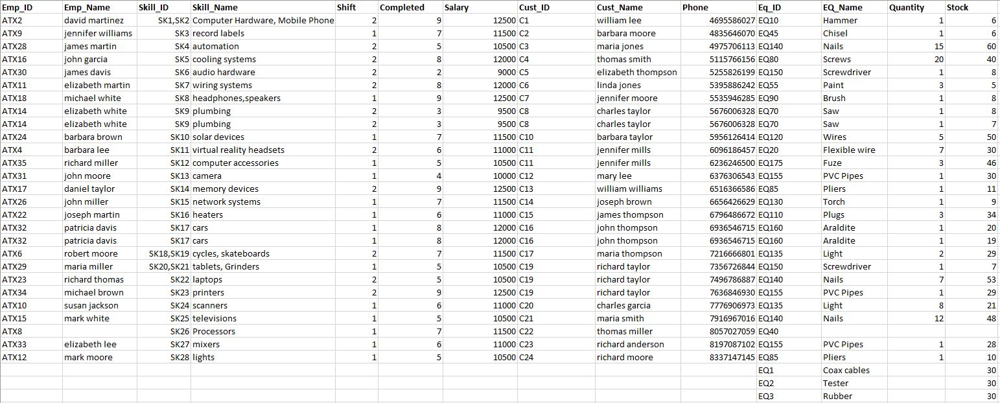 Emp_ID Emp_Name Skill_ID Skill_Name Shift Completed Salary Cust_ID Cust_Name Phone Eq_ID EQ_Name Quantity Stock
ATX2 david martinez SK1,SK2 Computer Hardware, Mobile Phone 2 9 12500 C1 william lee 4695586027 EQ10 Hammer 1 6
ATX9 jennifer williams SK3 record labels 1 7 11500 C2 barbara moore 4835646070 EQ45 Chisel 1 6
ATX28 james martin SK4 automation 2 5 10500 C3 maria jones 4975706113 EQ140 Nails 15 60
ATX16 john garcia SK5 cooling systems 2 8 12000 C4 thomas smith 5115766156 EQ80 Screws 20 40
ATX30 james davis SK6 audio hardware 2 2 9000 C5 elizabeth thompson 5255826199 EQ150 Screwdriver 1 8
ATX11 elizabeth martin SK7 wiring systems 2 8 12000 C6 linda jones 5395886242 EQ55 Paint 3 5
ATX18 michael white SK8 headphones,speakers 1 9 12500 C7 jennifer moore 5535946285 EQ90 Brush 1 8
ATX14 elizabeth white SK9 plumbing 2 3 9500 C8 charles taylor 5676006328 EQ70 Saw 1 8
ATX14 elizabeth white SK9 plumbing 2 3 9500 C8 charles taylor 5676006328 EQ70 Saw 1 7
ATX24 barbara brown SK10 solar devices 1 7 11500 C10 barbara taylor 5956126414 EQ120 Wires 5 50
ATX4 barbara lee SK11 virtual reality headsets 2 6 11000 C11 jennifer mills 6096186457 EQ20 Flexible wire 7 30
ATX35 richard miller SK12 computer accessories 1 5 10500 C11 jennifer mills 6236246500 EQ175 Fuze 3 46
ATX31 john moore SK13 camera 1 4 10000 C12 mary lee 6376306543 EQ155 PVC Pipes 1 30
ATX17 daniel taylor SK14 memory devices 2 9 12500 C13 william williams 6516366586 EQ85 Pliers 1 11
ATX26 john miller SK15 network systems 1 7 11500 C14 joseph brown 6656426629 EQ130 Torch 1 9
ATX22 joseph martin SK16 heaters 1 6 11000 C15 james thompson 6796486672 EQ110 Plugs 3 34
ATX32 patricia davis SK17 cars 1 8 12000 C16 john thompson 6936546715 EQ160 Araldite 1 20
ATX32 patricia davis SK17 cars 1 8 12000 C16 john thompson 6936546715 EQ160 Araldite 1 19
ATX6 robert moore SK18,SK19 cycles, skateboards 2 7 11500 C17 maria thompson 7216666801 EQ135 Light 2 29
ATX29 maria miller SK20,SK21 tablets, Grinders 1 5 10500 C19 richard taylor 7356726844 EQ150 Screwdriver 1 7
ATX23 richard thomas SK22 laptops 2 5 10500 C19 richard taylor 7496786887 EQ140 Nails 7 53
ATX34 michael brown SK23 printers 2 9 12500 C19 richard taylor 7636846930 EQ155 PVC Pipes 1 29
ATX10 susan jackson SK24 scanners 1 6 11000 C20 charles garcia 7776906973 EQ135 Light 8 21
ATX15 mark white SK25 televisions 1 5 10500 C21 maria smith 7916967016 EQ140 Nails 12 48
ATX8 SK26 Processors 1 7 11500 C22 thomas miller 8057027059 EQ40
ATX33 elizabeth lee SK27 mixers 1 6 11000 C23 richard anderson 8197087102 EQ155 PVC Pipes 1 28
ATX12 mark moore SK28 lights 1 5 10500 C24 richard moore 8337147145 EQ85 Pliers 1 10
EQ1 Coax cables 30
EQ2 Tester 30
EQ3 Rubber 30